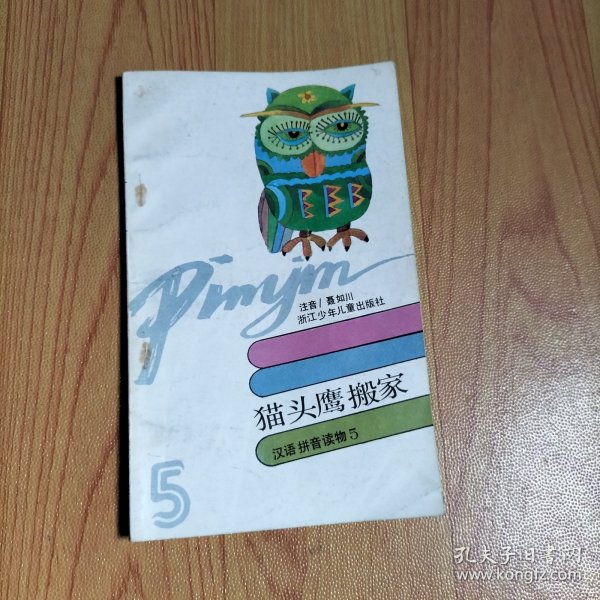 Pinyin
注音/聂如川
浙江少年儿童出版社
猫头鹰搬家
汉语拼音读物5
5
孔夫子旧书网
www.kongfz.com